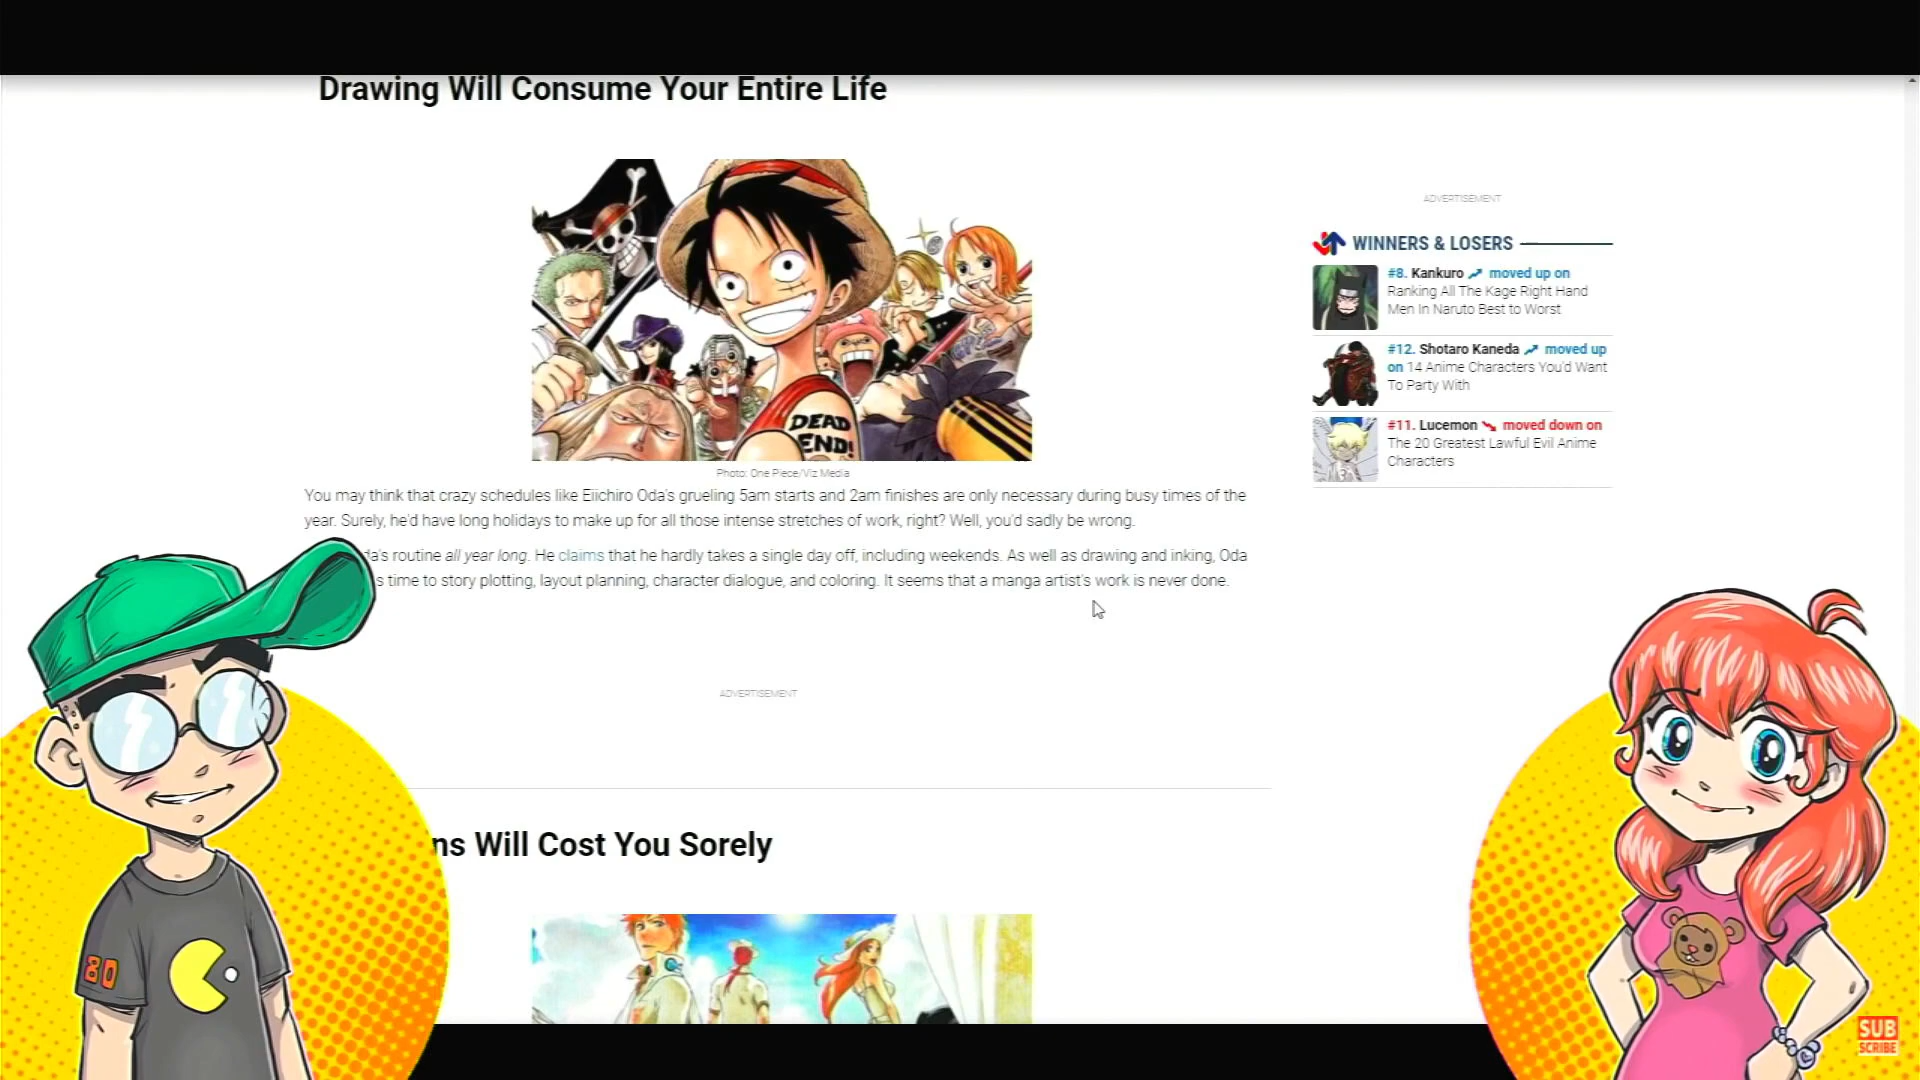 Drawing Will Consume Your Entire Life
ADVERTISEMENT
WINNERS & LOSERS
#8. Kankuro moved up on
Ranking All The Kage Right Hand
Men In Naruto Best to Worst
#12. Shotaro Kaneda moved up
on 14 Anime Characters You'd Want
To Party With
#11. Lucemon moved down on
The 20 Greatest Lawful Evil Anime
Characters
DEAD
END!
Photo: One Piece/Viz Media
You may think that crazy schedules like Eiichiro Oda's grueling 5am starts and 2am finishes are only necessary during busy times of the
year. Surely, he'd have long holidays to make up for all those intense stretches of work, right? Well, you'd sadly be wrong.
da's routine all year long. He claims that he hardly takes a single day off, including weekends. As well as drawing and inking, Oda
s time to story plotting, layout planning, character dialogue, and coloring. It seems that a manga artist's work is never done.
ADVERTISEMENT
ns Will Cost You Sorely
80
SUB
SCRIBE